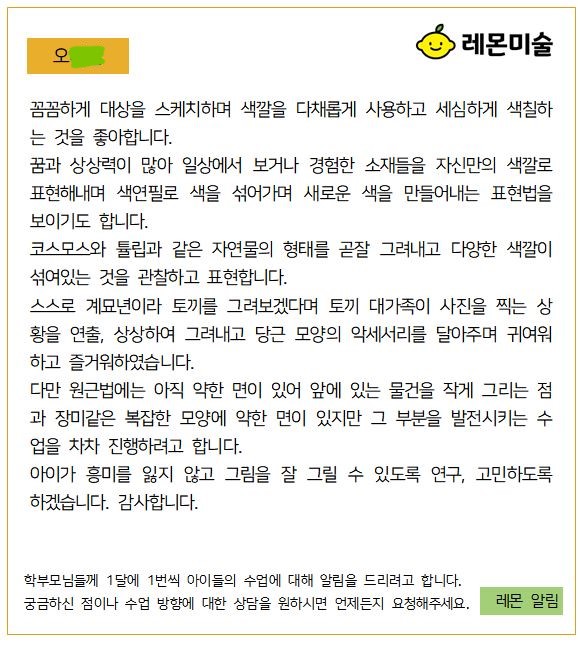 오
레몬미술
꼼꼼하게 대상을 스케치하며 색깔을 다채롭게 사용하고 세심하게 색칠하
는 것을 좋아합니다.
꿈과 상상력이 많아 일상에서 보거나 경험한 소재들을 자신만의 색깔로
표현해내며 색연필로 색을 섞어가며 새로운 색을 만들어내는 표현법을
보이기도 합니다.
코스모스와 튤립과 같은 자연물의 형태를 곧잘 그려내고 다양한 색깔이
섞여있는 것을 관찰하고 표현합니다.
스스로 계묘년이라 토끼를 그려보겠다며 토끼 대가족이 사진을 찍는 상
황을 연출, 상상하여 그려내고 당근 모양의 악세서리를 달아주며 귀여워
하고 즐거워하였습니다.
다만 원근법에는 아직 약한 면이 있어 앞에 있는 물건을 작게 그리는 점
과 장미같은 복잡한 모양에 약한 면이 있지만 그 부분을 발전시키는 수
업을 차차 진행하려고 합니다.
아이가 흥미를 잃지 않고 그림을 잘 그릴 수 있도록 연구, 고민하도록
하겠습니다. 감사합니다.
학부모님들께 1달에 1번씩 아이들의 수업에 대해 알림을 드리려고 합니다.
궁금하신 점이나 수업 방향에 대한 상담을 원하시면 언제든지 요청해주세요.
레몬 알림